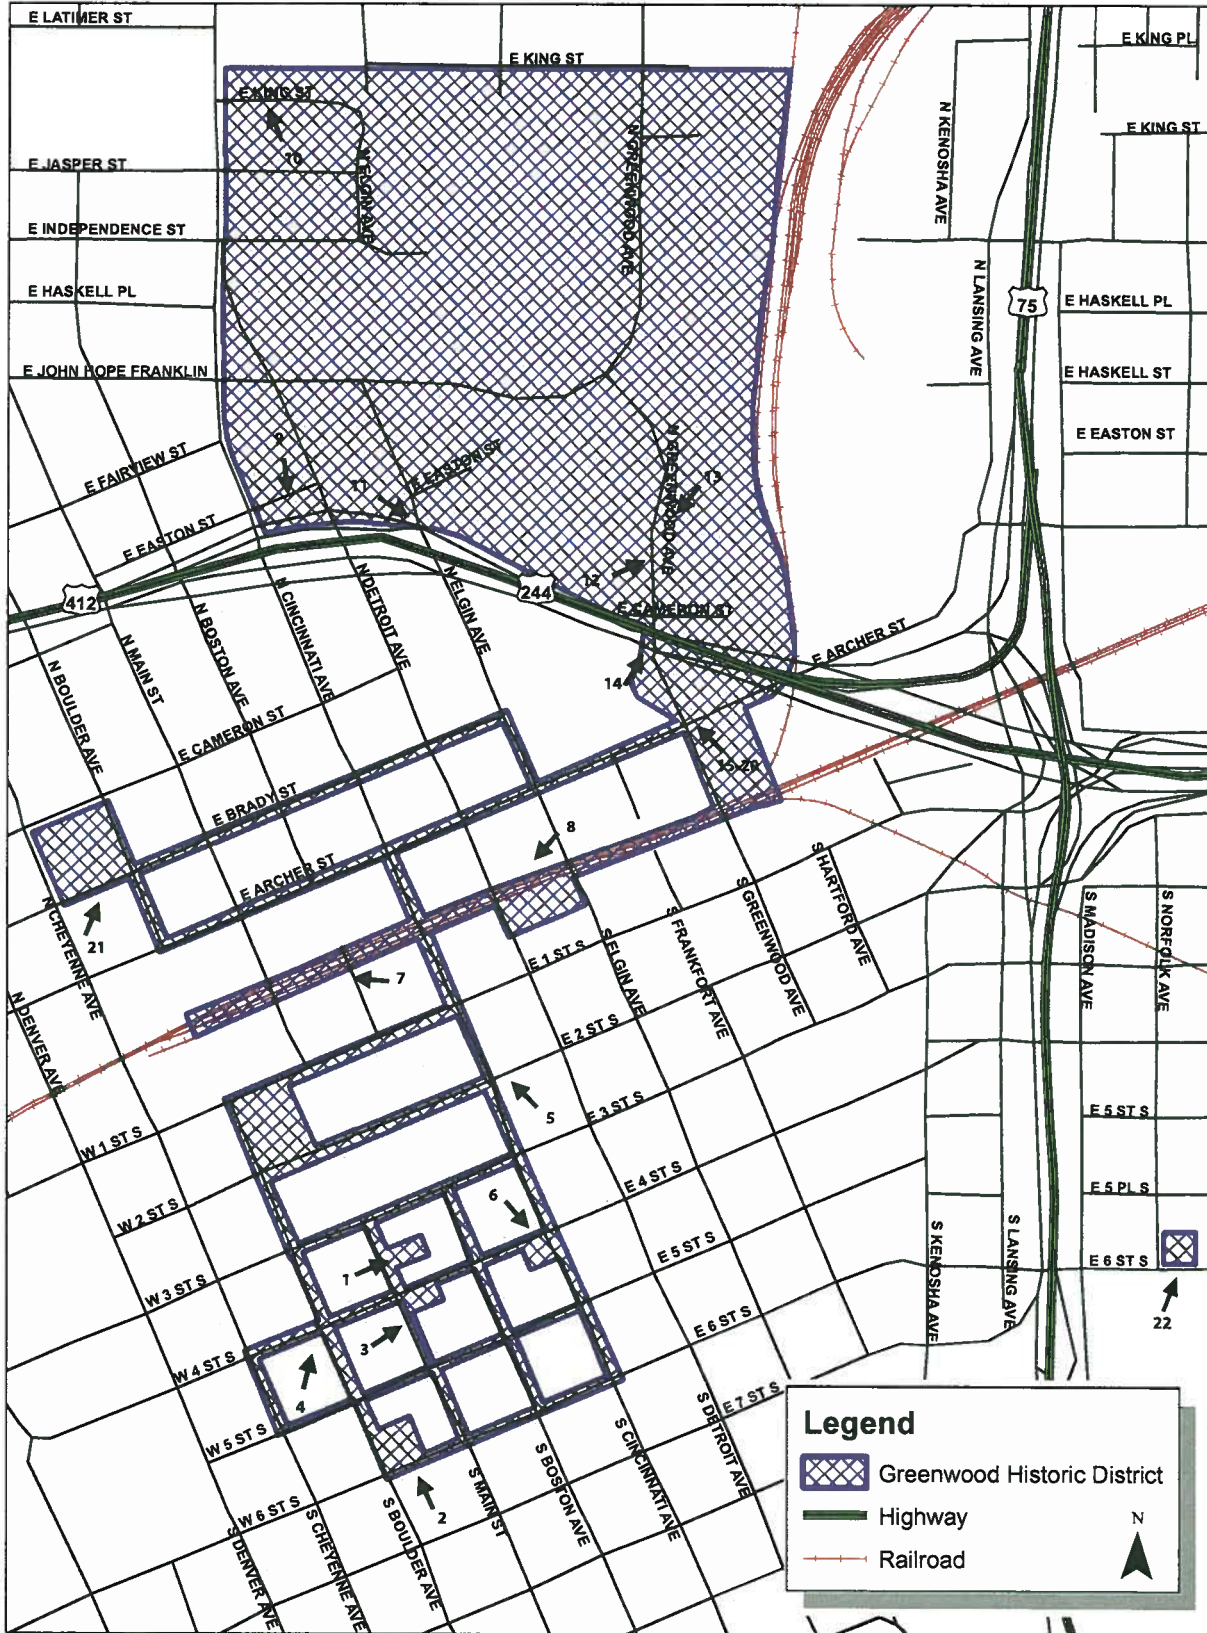 E LATIMER ST
E KING ST
E KING PL
E KING ST
N KENOSHA AVE
E KING ST
10
E JASPER ST
N ELGIN AVE
N GREENWOOD AVE
E INDEPENDENCE ST
E HASKELL PL
N LANSING AVE
75
E HASKELL PL
E JOHN HOPE FRANKLIN
E HASKELL ST
E EASTON ST
9
E FAIRVIEW ST
E EASTON ST
11
N GREENWOOD AVE
13
E EASTON ST
412
244
12
E CAMERON ST
N CINCINNATI AVE
N DETROIT AVE
N ELGIN AVE
N BOSTON AVE
N MAIN ST
N BOULDER AVE
E ARCHER ST
14
E CAMERON ST
15-20
E BRADY ST
8
E ARCHER ST
21
N CHEYENNE AVE
S HARTFORD AVE
S GREENWOOD AVE
S FRANKFORT AVE
S ELGIN AVE
S MADISON AVE
S NORFOLK AVE
E 1 ST S
7
N DENVER AVE
E 2 ST S
5
E 3 ST S
E 5 ST S
W 1 ST S
6
E 4 ST S
E 5 PL S
W 2 ST S
E 5 ST S
1
S KENOSHA AVE
S LANSING AVE
E 6 ST S
22
W 3 ST S
3
E 6 ST S
W 4 ST S
4
E 7 ST S
W 5 ST S
S DETROIT AVE
S CINCINNATI AVE
S BOSTON AVE
S MAIN ST
2
W 6 ST S
S BOULDER AVE
S CHEYENNE AVE
S DENVER AVE
Legend
Greenwood Historic District
Highway
Railroad
N